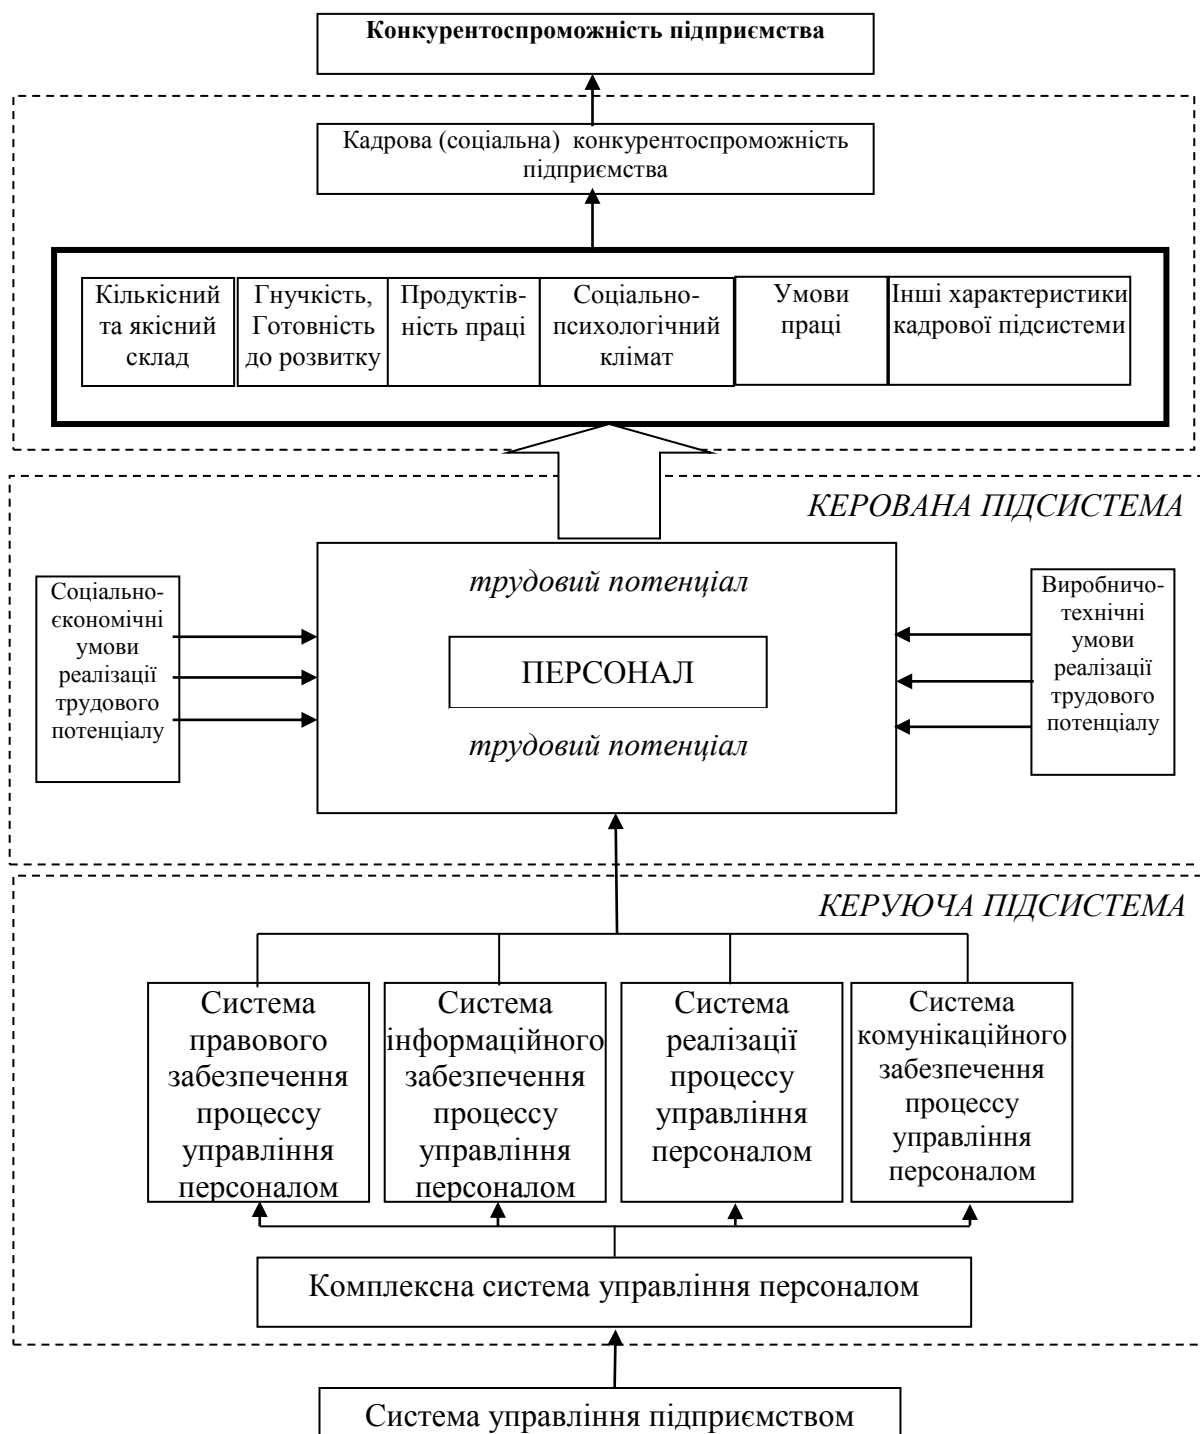 Конкурентоспроможність підприємства
Кадрова (соціальна) конкурентоспроможність
підприємства
Кількісний
та якісний
склад
Гнучкість,
Готовність
до розвитку
Продуктів-
ність праці
Соціально-
психологічний
клімат
Умови
праці
Інші характеристики
кадрової підсистеми
КЕРОВАНА ПІДСИСТЕМА
Соціально-
єкономічні
умови
реалізації
трудового
потенціалу
трудовий потенціал
ПЕРСОНАЛ
трудовий потенціал
Виробничо-
технічні
умови
реалізації
трудового
потенціалу
КЕРУЮЧА ПІДСИСТЕМА
Система
правового
забезпечення
процессу
управління
персоналом
Система
інформаційного
забезпечення
процессу
управління
персоналом
Система
реалізації
процессу
управління
персоналом
Система
комунікаційного
забезпечення
процессу
управління
персоналом
Комплексна система управління персоналом
Система управління підприємством